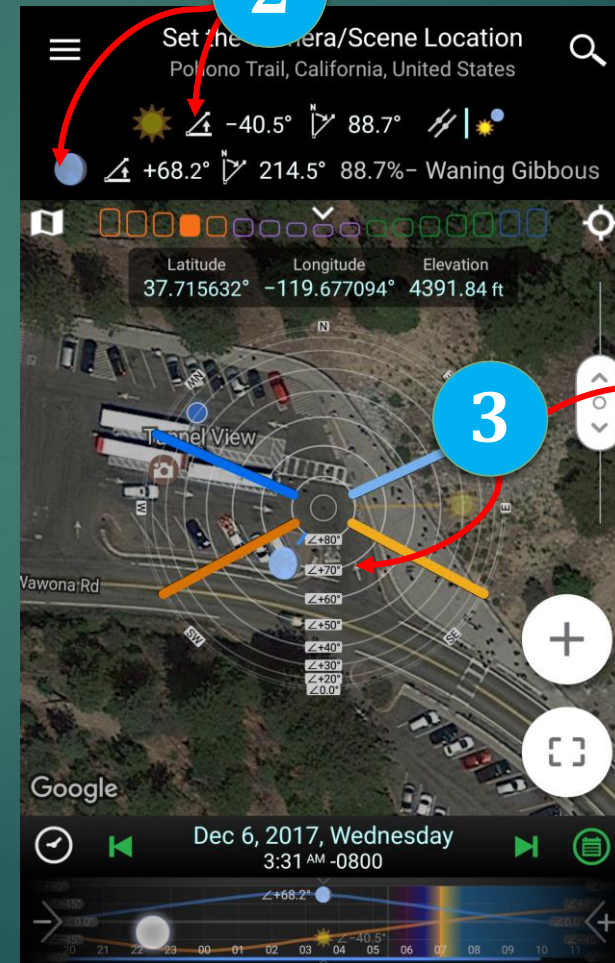 2
Set the era/Scene Location
Pohono Trail, California, United States
−40.5° N 88.7°
+68.2° N 214.5° 88.7%− Waning Gibbous
Latitude Longitude Elevation
37.715632° −119.677094° 4391.84 ft
N
NW
3
Tunnel View
W
E
∠+80°
∠+70°
Wawona Rd
∠+60°
∠+50°
SW
SE
∠+40°
∠+30°
∠+20°
∠0.0°
Google
Dec 6, 2017, Wednesday
3:31 AM -0800
∠+68.2°
∠-40.5°
20 21 22 23 00 01 02 03 04 05 06 07 08 09 10 11